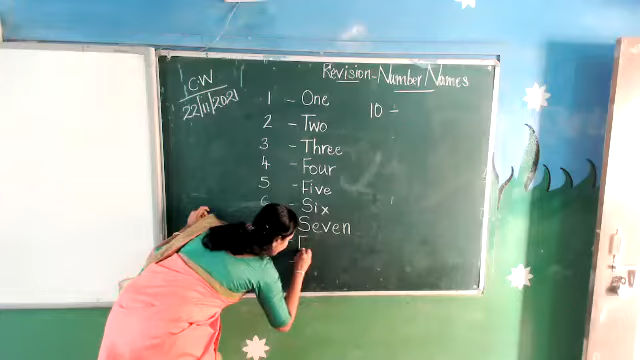 CW
22/11/2021
Revision - Number Names
1 - One
2 - Two
3 - Three
4 - Four
5 - Five
6 - Six
Seven
10 -